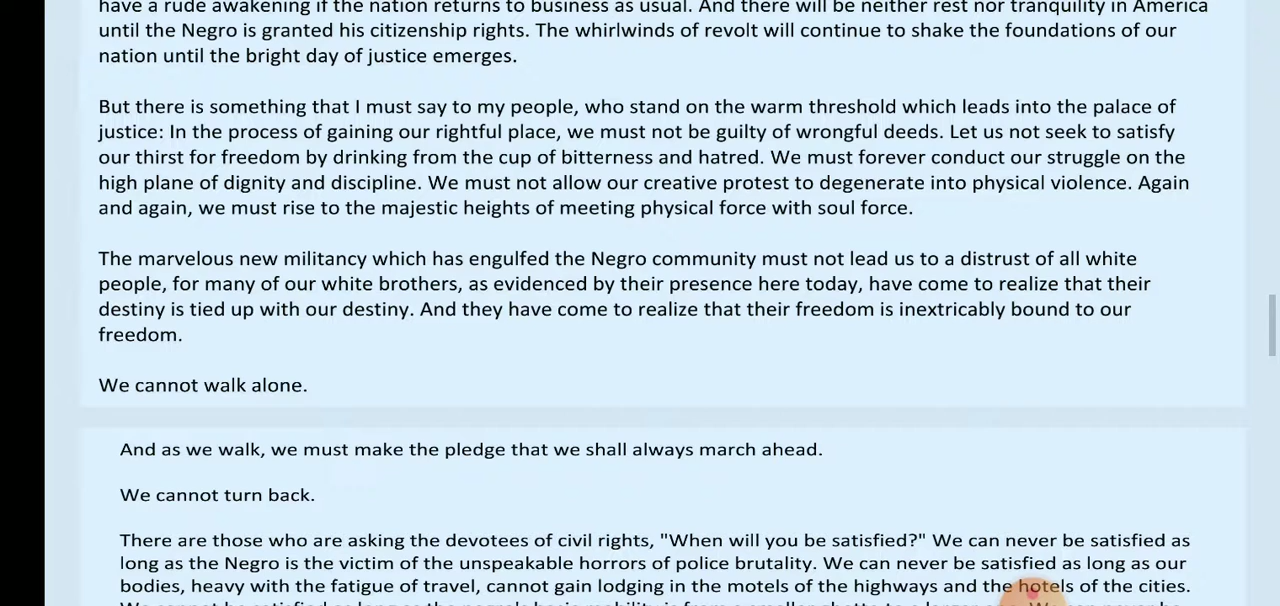 have a rude awakening if the nation returns to business as usual. And there will be neither rest nor tranquility in America
until the Negro is granted his citizenship rights. The whirlwinds of revolt will continue to shake the foundations of our
nation until the bright day of justice emerges.
But there is something that I must say to my people, who stand on the warm threshold which leads into the palace of
justice: In the process of gaining our rightful place, we must not be guilty of wrongful deeds. Let us not seek to satisfy
our thirst for freedom by drinking from the cup of bitterness and hatred. We must forever conduct our struggle on the
high plane of dignity and discipline. We must not allow our creative protest to degenerate into physical violence. Again
and again, we must rise to the majestic heights of meeting physical force with soul force.
The marvelous new militancy which has engulfed the Negro community must not lead us to a distrust of all white
people, for many of our white brothers, as evidenced by their presence here today, have come to realize that their
destiny is tied up with our destiny. And they have come to realize that their freedom is inextricably bound to our
freedom.
We cannot walk alone.
And as we walk, we must make the pledge that we shall always march ahead.
We cannot turn back.
There are those who are asking the devotees of civil rights, "When will you be satisfied?" We can never be satisfied as
long as the Negro is the victim of the unspeakable horrors of police brutality. We can never be satisfied as long as our
bodies, heavy with the fatigue of travel, cannot gain lodging in the motels of the highways and the hotels of the cities.